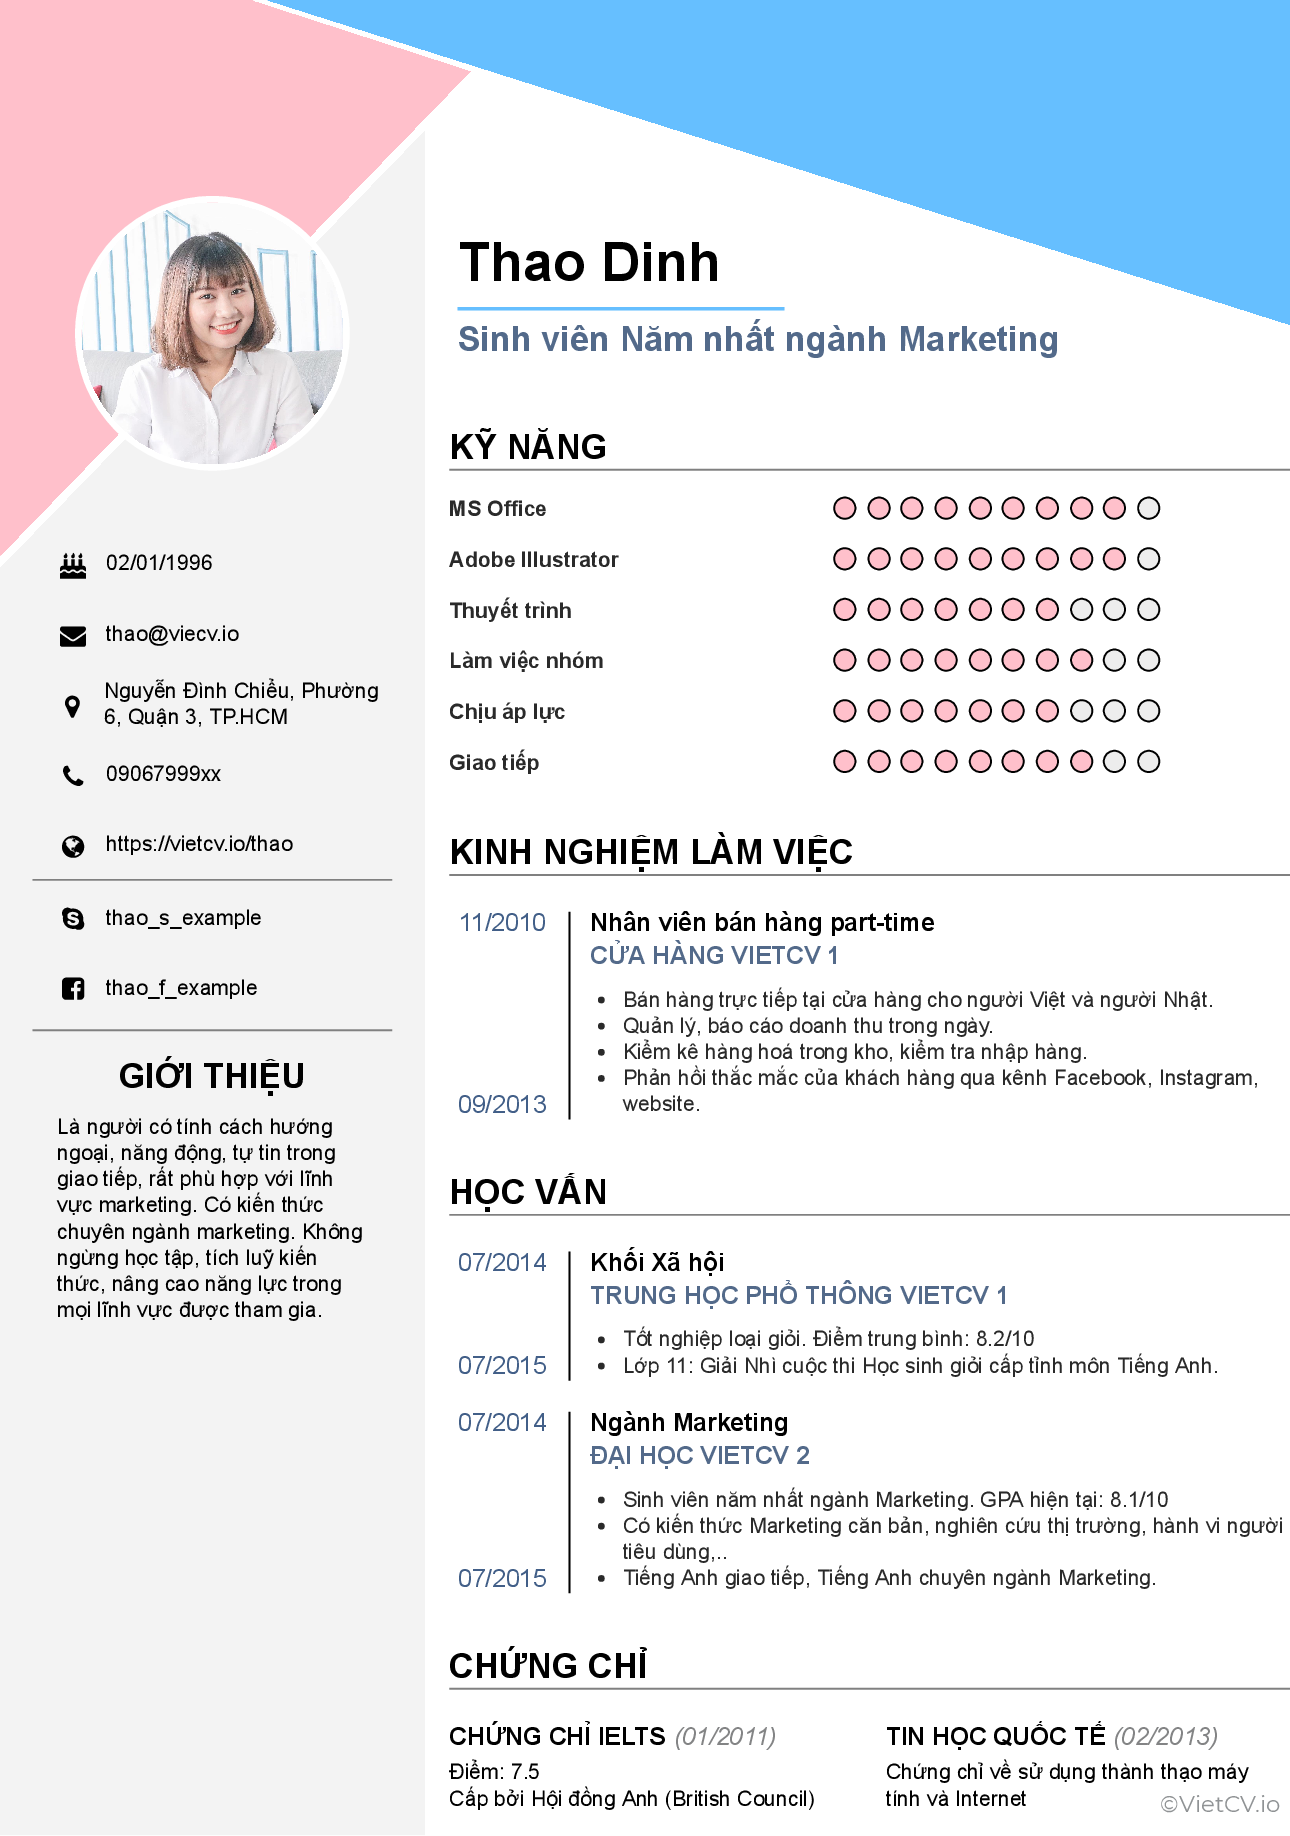 Thao Dinh
Sinh viên Năm nhất ngành Marketing
02/01/1996
thao@viecv.io
Nguyễn Đình Chiểu, Phường
6, Quận 3, TP.HCM
09067999xx
https://vietcv.io/thao
thao_s_example
thao_f_example
GIỚI THIỆU
Là người có tính cách hướng
ngoại, năng động, tự tin trong
giao tiếp, rất phù hợp với lĩnh
vực marketing. Có kiến thức
chuyên ngành marketing. Không
ngừng học tập, tích luỹ kiến
thức, nâng cao năng lực trong
mọi lĩnh vực được tham gia.
KỸ NĂNG
MS Office
Adobe Illustrator
Thuyết trình
Làm việc nhóm
Chịu áp lực
Giao tiếp
KINH NGHIỆM LÀM VIỆC
11/2010
Nhân viên bán hàng part-time
CỬA HÀNG VIETCV 1
Bán hàng trực tiếp tại cửa hàng cho người Việt và người Nhật.
Quản lý, báo cáo doanh thu trong ngày.
Kiểm kê hàng hoá trong kho, kiểm tra nhập hàng.
Phản hồi thắc mắc của khách hàng qua kênh Facebook, Instagram,
website.
09/2013
HỌC VẤN
07/2014
Khối Xã hội
TRUNG HỌC PHỔ THÔNG VIETCV 1
Tốt nghiệp loại giỏi. Điểm trung bình: 8.2/10
Lớp 11: Giải Nhì cuộc thi Học sinh giỏi cấp tỉnh môn Tiếng Anh.
07/2015
07/2014
Ngành Marketing
ĐẠI HỌC VIETCV 2
Sinh viên năm nhất ngành Marketing. GPA hiện tại: 8.1/10
Có kiến thức Marketing căn bản, nghiên cứu thị trường, hành vi người
tiêu dùng,..
Tiếng Anh giao tiếp, Tiếng Anh chuyên ngành Marketing.
07/2015
CHỨNG CHỈ
CHỨNG CHỈ IELTS (01/2011)
Điểm: 7.5
Cấp bởi Hội đồng Anh (British Council)
TIN HỌC QUỐC TẾ (02/2013)
Chứng chỉ về sử dụng thành thạo máy
tính và Internet
©VietCV.io